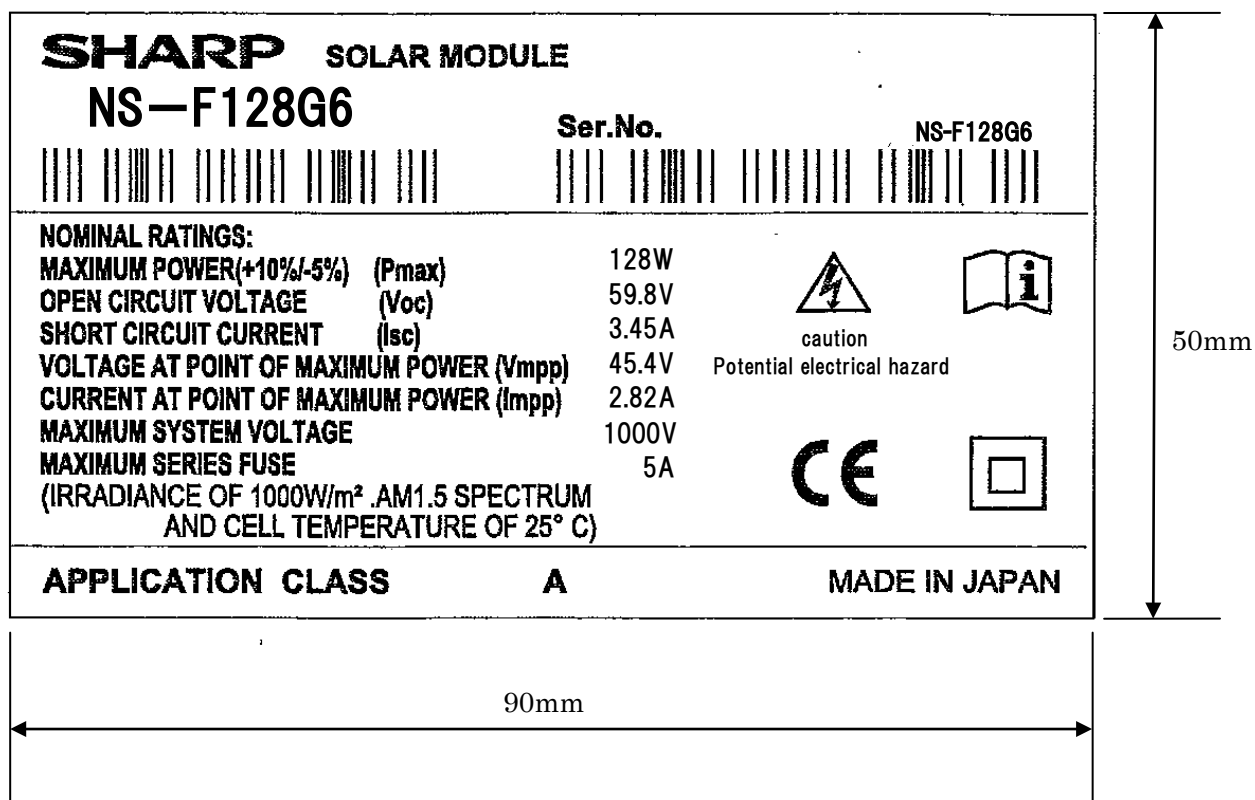 SHARP SOLAR MODULE
NS-F128G6
Ser.No. NS-F128G6
NOMINAL RATINGS:
MAXIMUM POWER(+10%/-5%) (Pmax) 128W
OPEN CIRCUIT VOLTAGE (Voc) 59.8V
SHORT CIRCUIT CURRENT (Isc) 3.45A
VOLTAGE AT POINT OF MAXIMUM POWER (Vmpp) 45.4V
CURRENT AT POINT OF MAXIMUM POWER (Impp) 2.82A
MAXIMUM SYSTEM VOLTAGE 1000V
MAXIMUM SERIES FUSE 5A
(IRRADIANCE OF 1000W/m² .AM1.5 SPECTRUM
AND CELL TEMPERATURE OF 25° C)
i
caution
Potential electrical hazard
CE
APPLICATION CLASS A MADE IN JAPAN
50mm
90mm